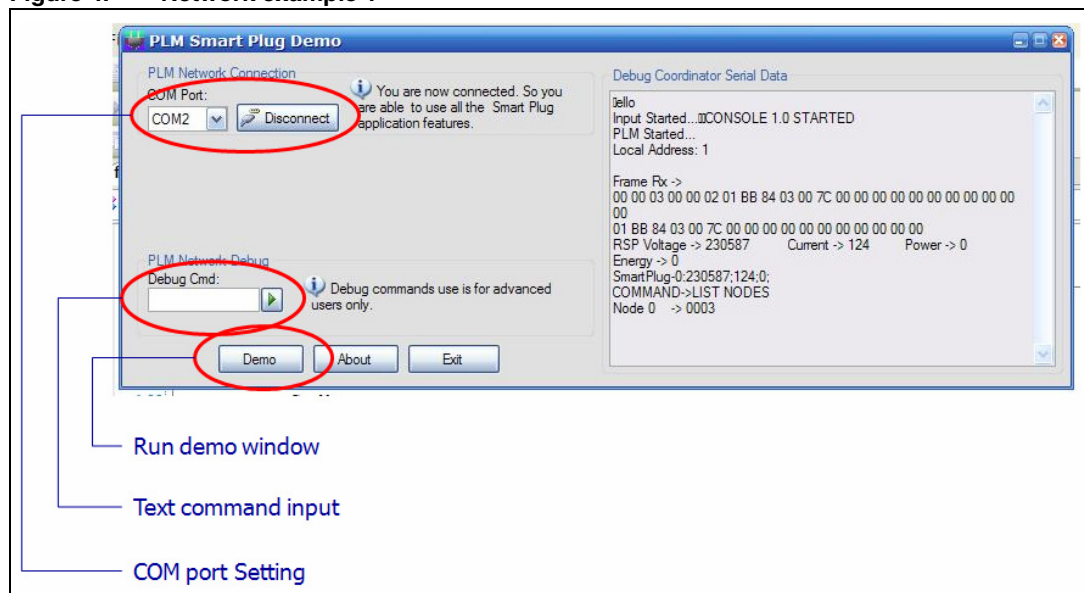 PLM Smart Plug Demo
PLM Network Connection
COM Port:
COM2
Disconnect
You are now connected. So you
are able to use all the Smart Plug
application features.
PLM Network Debug
Debug Cmd:
Debug commands use is for advanced
users only.
Demo
About
Exit
Debug Coordinator Serial Data
ello
Input Started...CONSOLE 1.0 STARTED
PLM Started...
Local Address: 1
Frame Rx ->
00 00 03 00 00 02 01 BB 84 03 00 7C 00 00 00 00 00 00 00 00 00 00
00
01 BB 84 03 00 7C 00 00 00 00 00 00 00 00 00 00 00
RSP Voltage -> 230587 Current -> 124 Power -> 0
Energy -> 0
SmartPlug-0:230587;124;0;
COMMAND->LIST NODES
Node 0 -> 0003
Run demo window
Text command input
COM port Setting